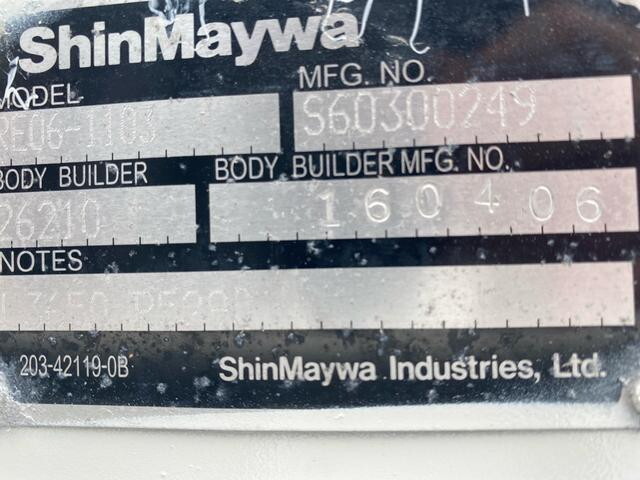 ShinMaywa
MODEL MFG. NO.
RE06-1103 S60300249
BODY BUILDER BODY BUILDER MFG. NO.
26210 160406
NOTES
203-42119-0B ShinMaywa Industries, Ltd.